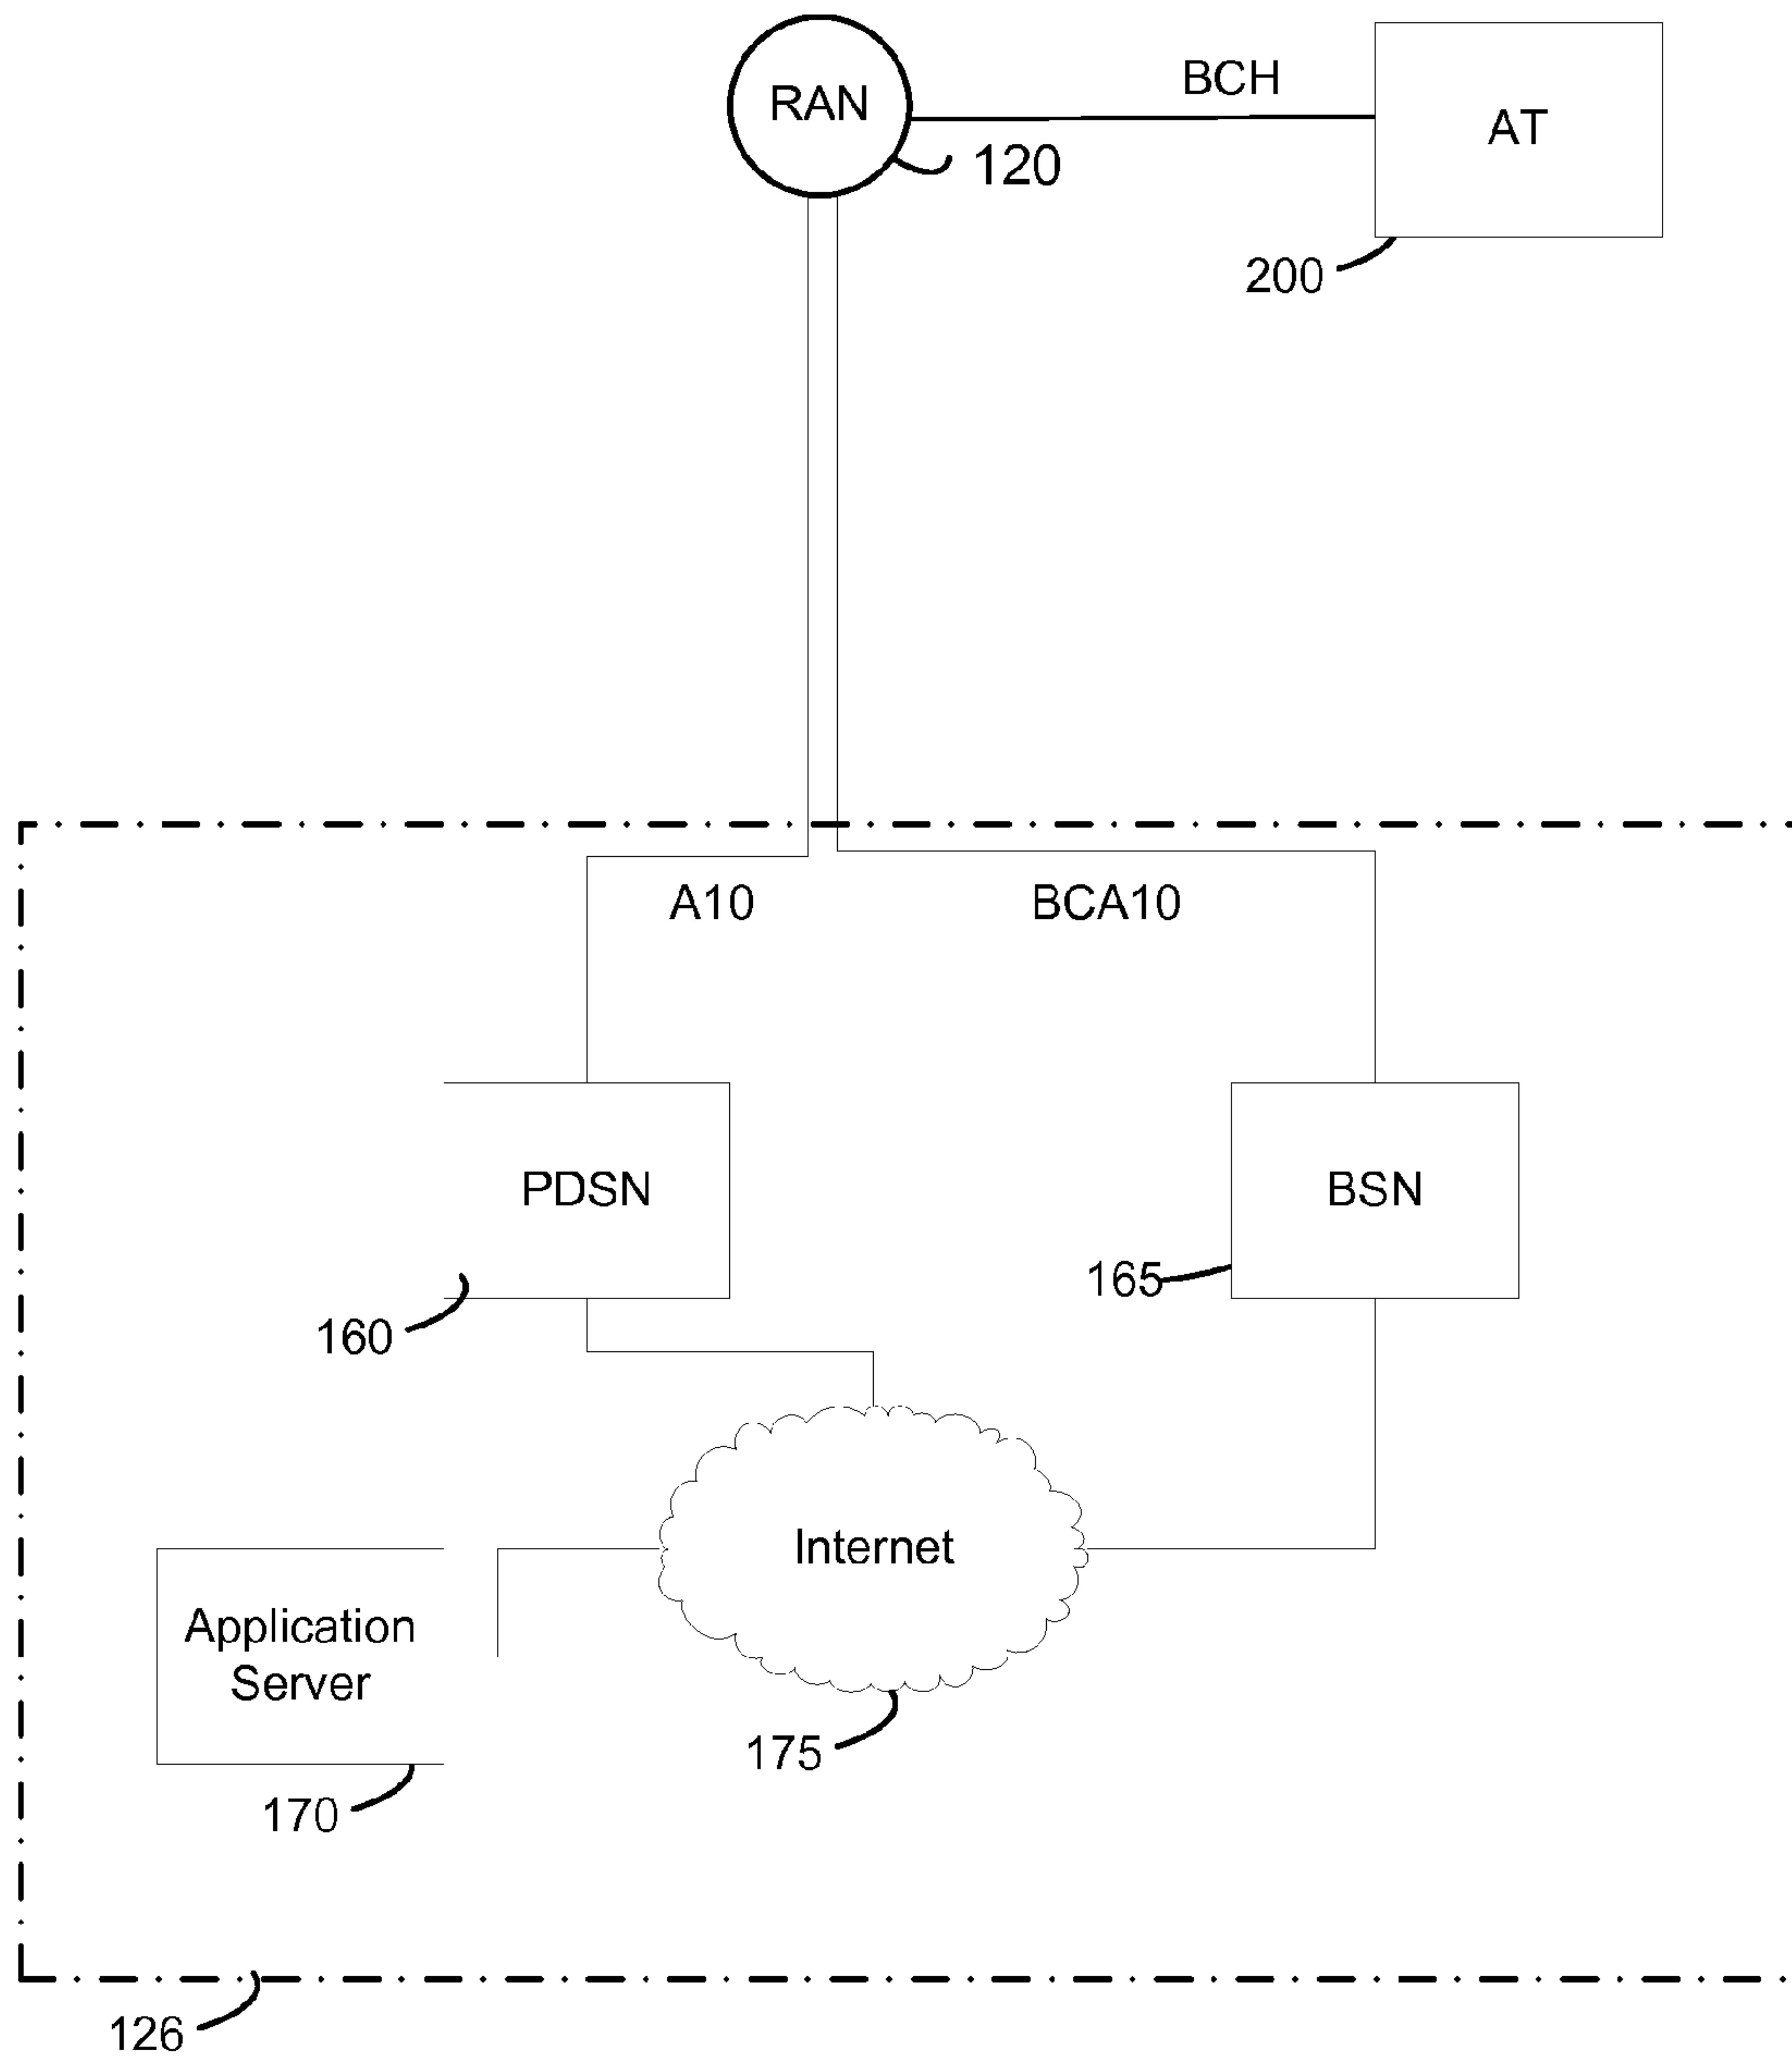 RAN
BCH
AT
120
200
A10
BCA10
PDSN
BSN
165
160
Internet
Application
Server
175
170
126